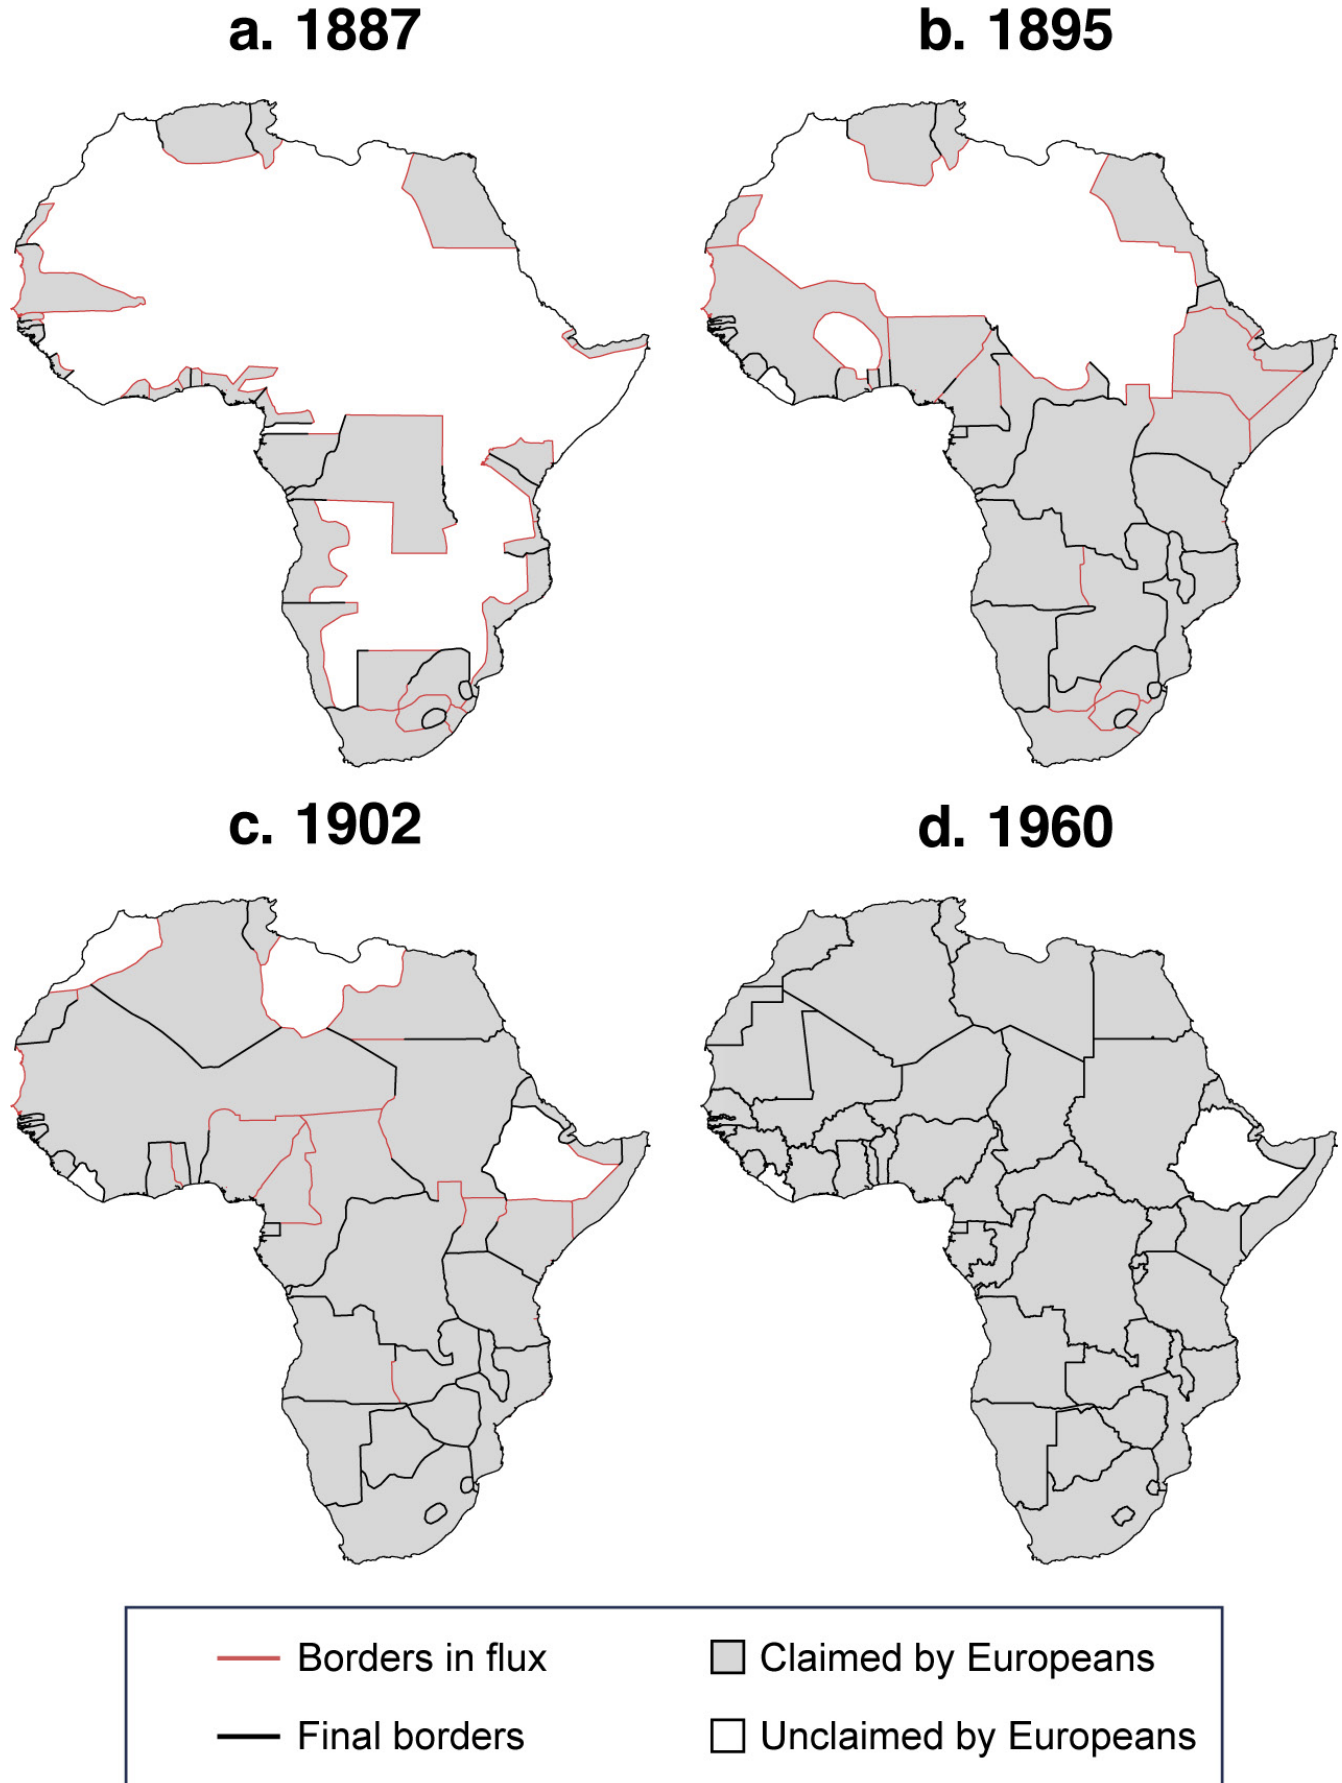 a. 1887
b. 1895
c. 1902
d. 1960
Borders in flux
Claimed by Europeans
Final borders
Unclaimed by Europeans